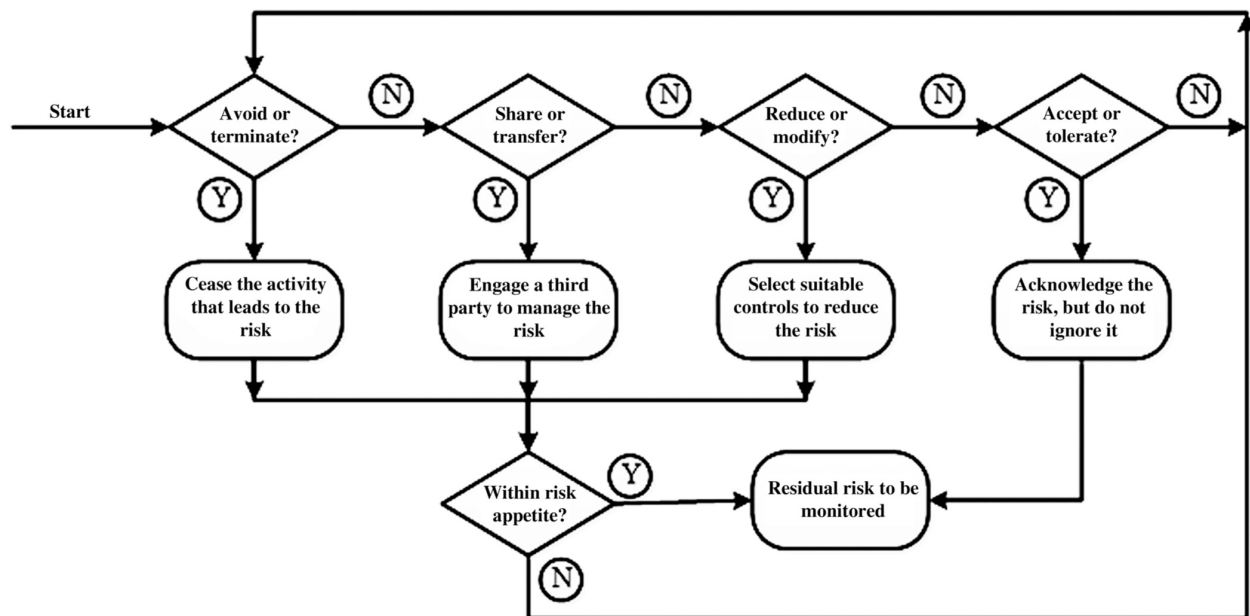 Start
Avoid or
terminate?
N
Share or
transfer?
N
Reduce or
modify?
N
Accept or
tolerate?
N
Y
Y
Y
Y
Cease the activity
that leads to the
risk
Engage a third
party to manage the
risk
Select suitable
controls to reduce
the risk
Acknowledge the
risk, but do not
ignore it
Within risk
appetite?
Y
Residual risk to be
monitored
N